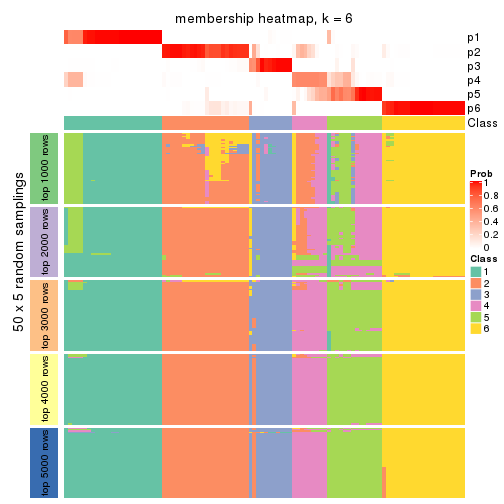 membership heatmap, k = 6
p1
p2
p3
p4
p5
p6
Class
50 x 5 random samplings
top 1000 rows
top 2000 rows
top 3000 rows
top 4000 rows
top 5000 rows
Prob
1
0.8
0.6
0.4
0.2
0
Class
1
2
3
4
5
6